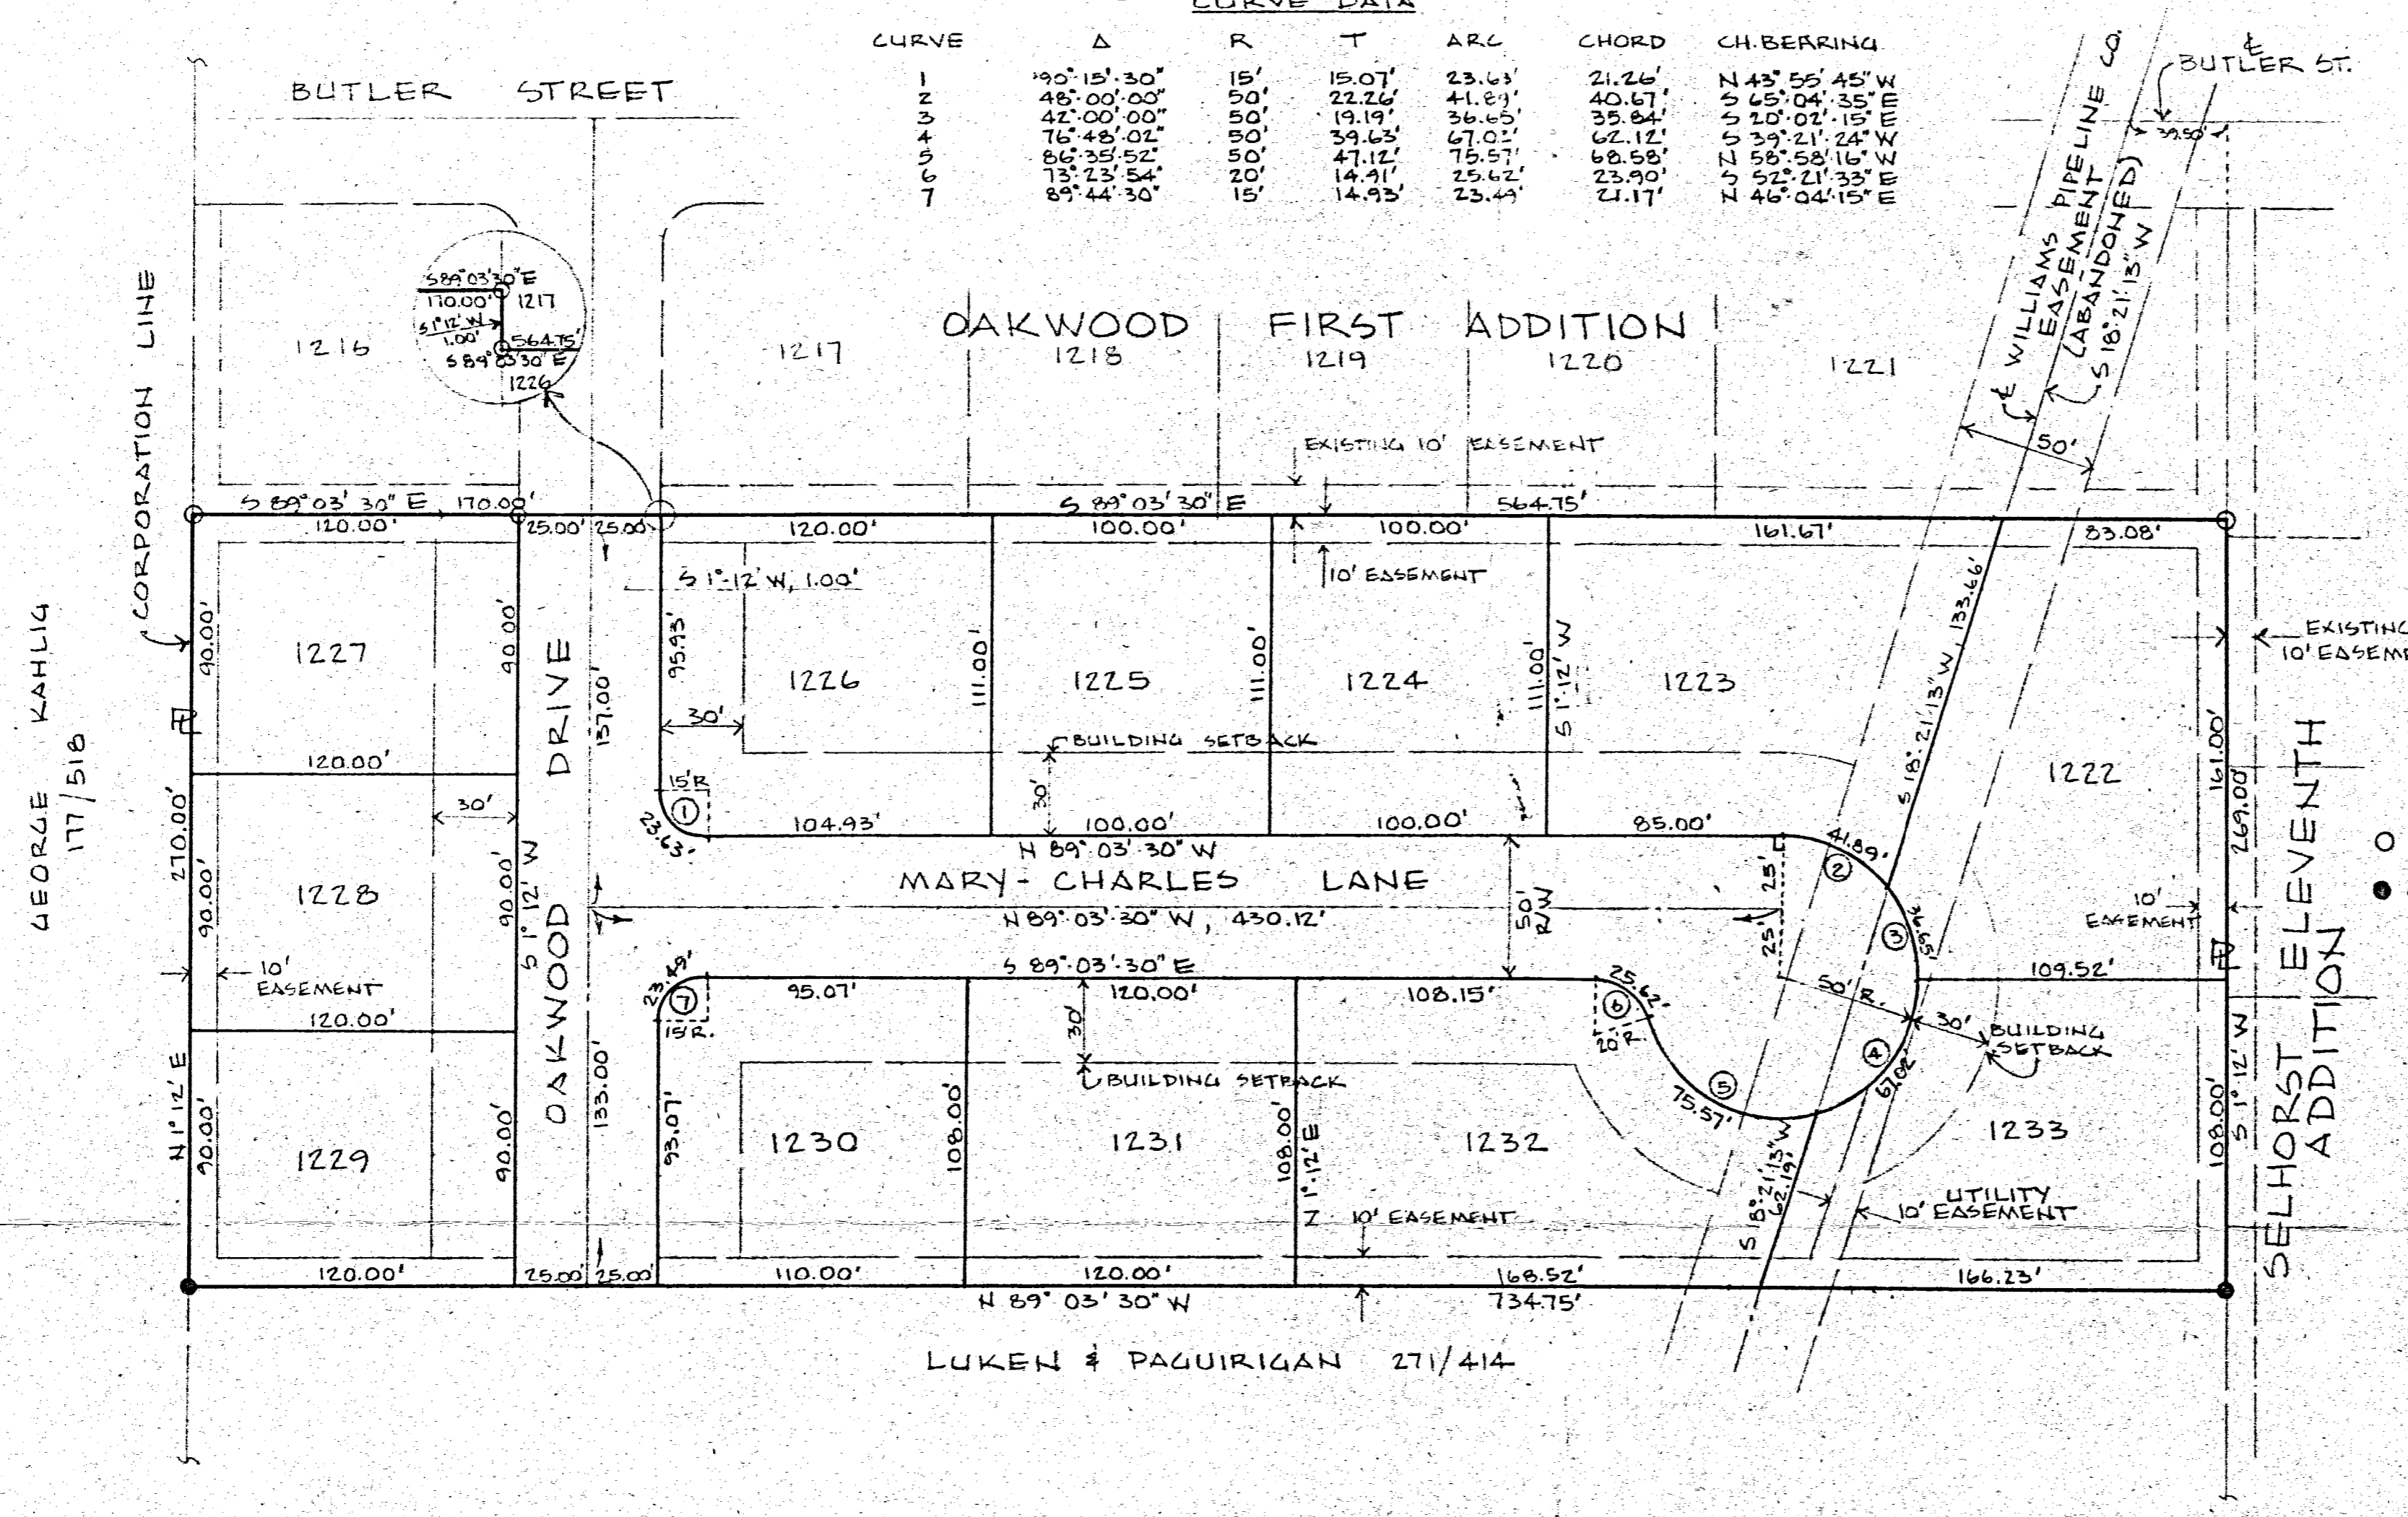 CURVE DATA
CURVE Δ R T ARC CHORD CH. BEARING
1 90°·15'·30" 15' 15.07' 23.63' 21.26' N 43° 55' 45" W
2 48°·00'·00" 50' 22.26' 41.89' 40.67' S 65°·04'·35" E
3 42°·00'·00" 50' 19.19' 36.65' 35.84' S 20°·02'·15" E
4 76°·48'·02" 50' 39.63' 67.02' 62.12' S 39°·21'·24" W
5 86°·35'·52" 50' 47.12' 75.57' 68.58' N 58°·58'·16" W
6 73°·23'·54" 20' 14.91' 25.62' 23.90' S 52°·21'·33" E
7 89°·44'·30" 15' 14.93' 23.49' 21.17' N 46°·04'·15" E
BUTLER STREET
℄
BUTLER ST.
39.50'
℄ WILLIAMS PIPELINE CO.
EASEMENT
(ABANDONED)
S 18°·21'·13" W
50'
CORPORATION LINE
GEORGE KAHLIG
177/518
S 89° 03' 30" E
170.00'
1217
S 1° 12' W
1.00'
564.75'
S 89° 03' 30" E
1226
OAKWOOD FIRST ADDITION
1216
1217
1218
1219
1220
1221
EXISTING 10' EASEMENT
S 89° 03' 30" E 170.00'
S 89° 03' 30" E 564.75'
120.00'
25.00'
25.00'
120.00'
100.00'
100.00'
161.67'
83.08'
S 1°-12' W, 1.00'
10' EASEMENT
EXISTING
10' EASEME
90.00'
1227
90.00'
137.00'
95.93'
1226
111.00'
1225
111.00'
1224
111.00'
S 1°·12' W
1223
S 18°·21'·13" W, 133.66'
1222
161.00'
269.00'
30'
BUILDING SETBACK
120.00'
30'
15' R
1
23.63'
30'
104.93'
100.00'
100.00'
85.00'
41.89'
2
N 89°·03'·30" W
270.00'
90.00'
1228
90.00'
S 1° 12' W
OAKWOOD DRIVE
MARY-CHARLES LANE
N 89°·03'·30" W, 430.12'
50'
R/W
25'
25'
36.65'
3
10'
EASEMENT
S 89°·03'·30" E
10'
EASEMENT
120.00'
23.49'
7
15' R.
95.07'
120.00'
108.15'
25.62'
6
20' R.
50' R.
109.52'
30'
BUILDING
SETBACK
30'
BUILDING SETBACK
N 1° 12' E
90.00'
1229
90.00'
133.00'
93.07'
1230
108.00'
1231
108.00'
N 1°·12' E
1232
5
75.57'
4
67.02'
1233
108.00'
S 1° 12' W
S 18°·21'·13" W
62.19'
UTILITY
10' EASEMENT
10' EASEMENT
120.00'
25.00'
25.00'
110.00'
120.00'
168.52'
166.23'
N 89° 03' 30" W 734.75'
LUKEN & PAGUIRIGAN 271/414
SELHORST ELEVENTH
ADDITION